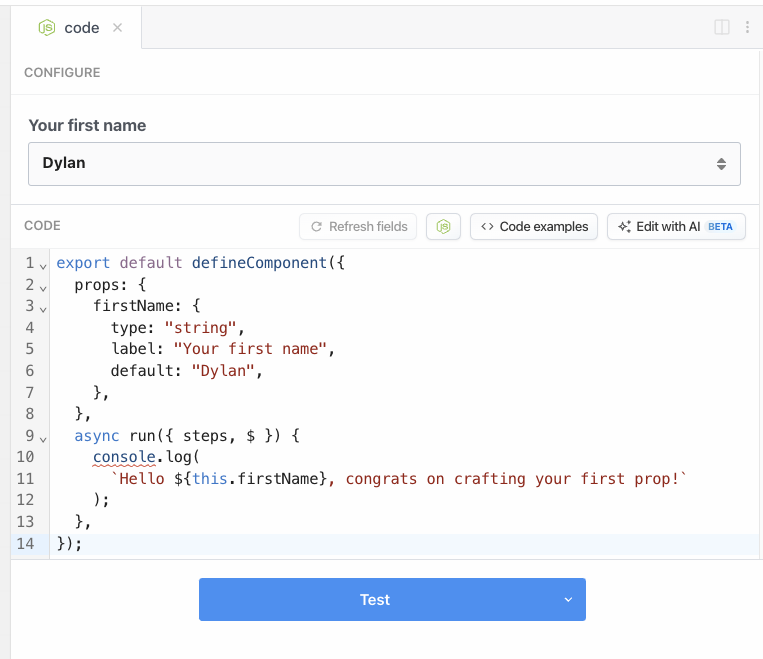 JS code ×
CONFIGURE
Your first name
Dylan
CODE Refresh fields JS <> Code examples Edit with AI BETA
1 export default defineComponent({
2   props: {
3     firstName: {
4       type: "string",
5       label: "Your first name",
6       default: "Dylan",
7     },
8   },
9   async run({ steps, $ }) {
10     console.log(
11       `Hello ${this.firstName}, congrats on crafting your first prop!`
12     );
13   },
14 });
Test